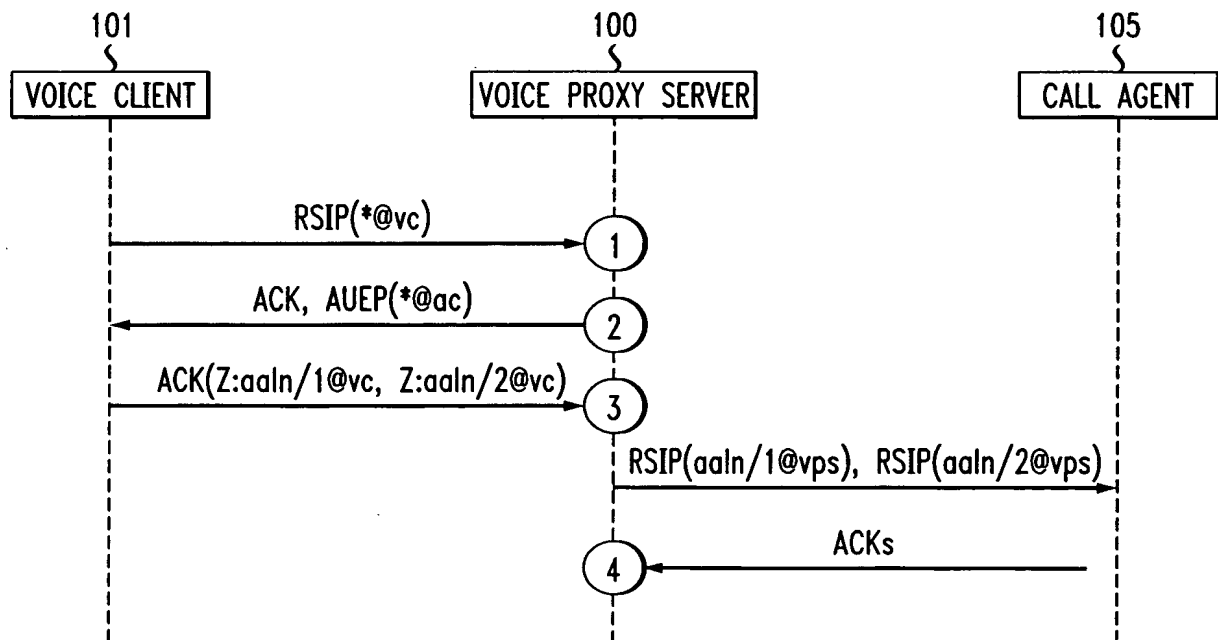 101 100 105
VOICE CLIENT VOICE PROXY SERVER CALL AGENT
RSIP(*@vc)
1
ACK, AUEP(*@ac)
2
ACK(Z:aaln/1@vc, Z:aaln/2@vc)
3
RSIP(aaln/1@vps), RSIP(aaln/2@vps)
ACKs
4